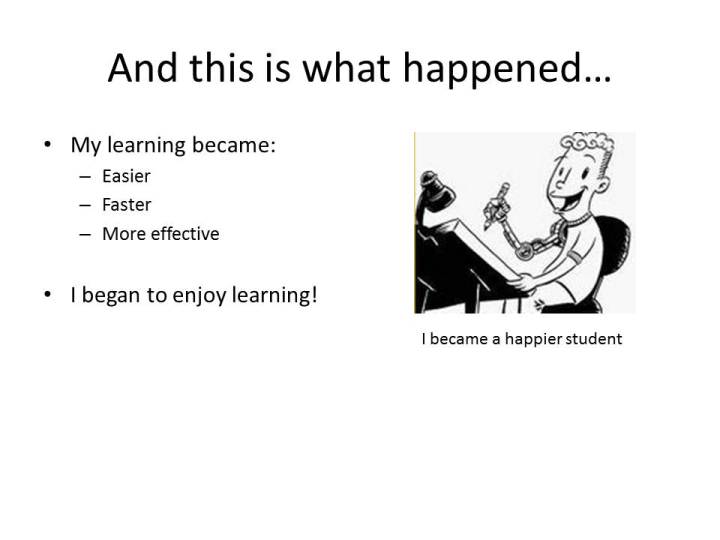 And this is what happened…
• My learning became:
– Easier
– Faster
– More effective
• I began to enjoy learning!
I became a happier student